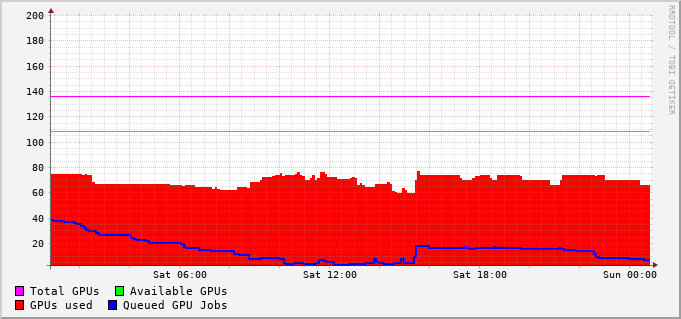 200
180
160
140
120
100
80
60
40
20
Sat 06:00 Sat 12:00 Sat 18:00 Sun 00:00
Total GPUs Available GPUs
GPUs used Queued GPU Jobs
RRDTOOL / TOBI OETIKER